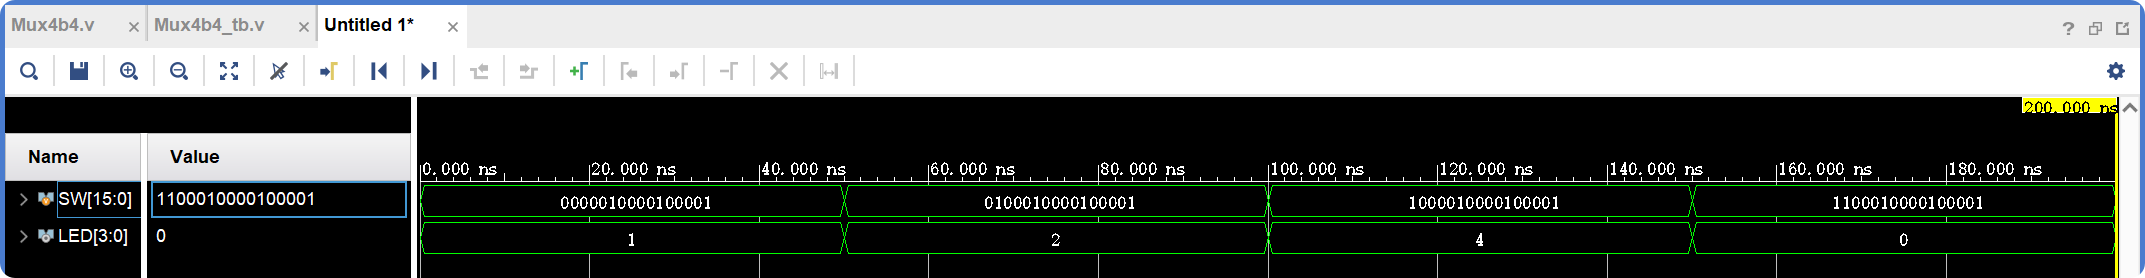 Mux4b4.v × Mux4b4_tb.v × Untitled 1* ×
200.000 ns
Name Value
0.000 ns 20.000 ns 40.000 ns 60.000 ns 80.000 ns 100.000 ns 120.000 ns 140.000 ns 160.000 ns 180.000 ns
SW[15:0] 1100010000100001 0000010000100001 0100010000100001 1000010000100001 1100010000100001
LED[3:0] 0 1 2 4 0